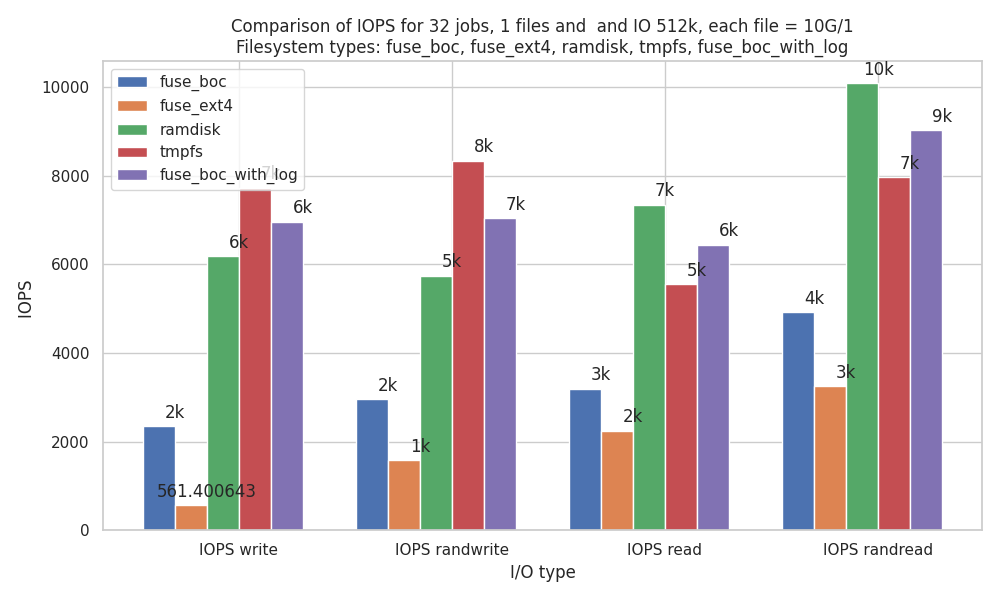 Comparison of IOPS for 32 jobs, 1 files and  and IO 512k, each file = 10G/1
Filesystem types: fuse_boc, fuse_ext4, ramdisk, tmpfs, fuse_boc_with_log
fuse_boc
fuse_ext4
ramdisk
tmpfs
fuse_boc_with_log
IOPS
10000
8000
6000
4000
2000
0
2k
561.400643
6k
7k
6k
2k
1k
5k
8k
7k
3k
2k
7k
5k
6k
4k
3k
10k
7k
9k
IOPS write
IOPS randwrite
IOPS read
IOPS randread
I/O type